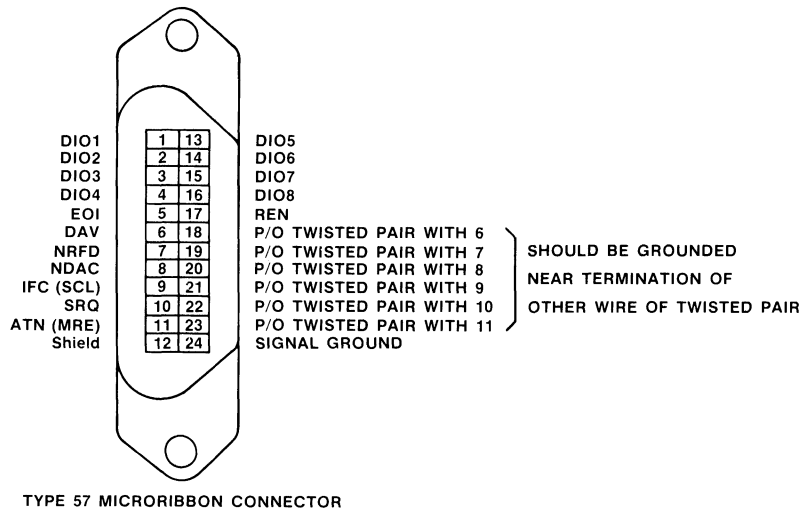 DIO1 1 13 DIO5
DIO2 2 14 DIO6
DIO3 3 15 DIO7
DIO4 4 16 DIO8
EOI 5 17 REN
DAV 6 18 P/O TWISTED PAIR WITH 6
NRFD 7 19 P/O TWISTED PAIR WITH 7
NDAC 8 20 P/O TWISTED PAIR WITH 8
IFC (SCL) 9 21 P/O TWISTED PAIR WITH 9
SRQ 10 22 P/O TWISTED PAIR WITH 10
ATN (MRE) 11 23 P/O TWISTED PAIR WITH 11
Shield 12 24 SIGNAL GROUND
SHOULD BE GROUNDED
NEAR TERMINATION OF
OTHER WIRE OF TWISTED PAIR
TYPE 57 MICRORIBBON CONNECTOR